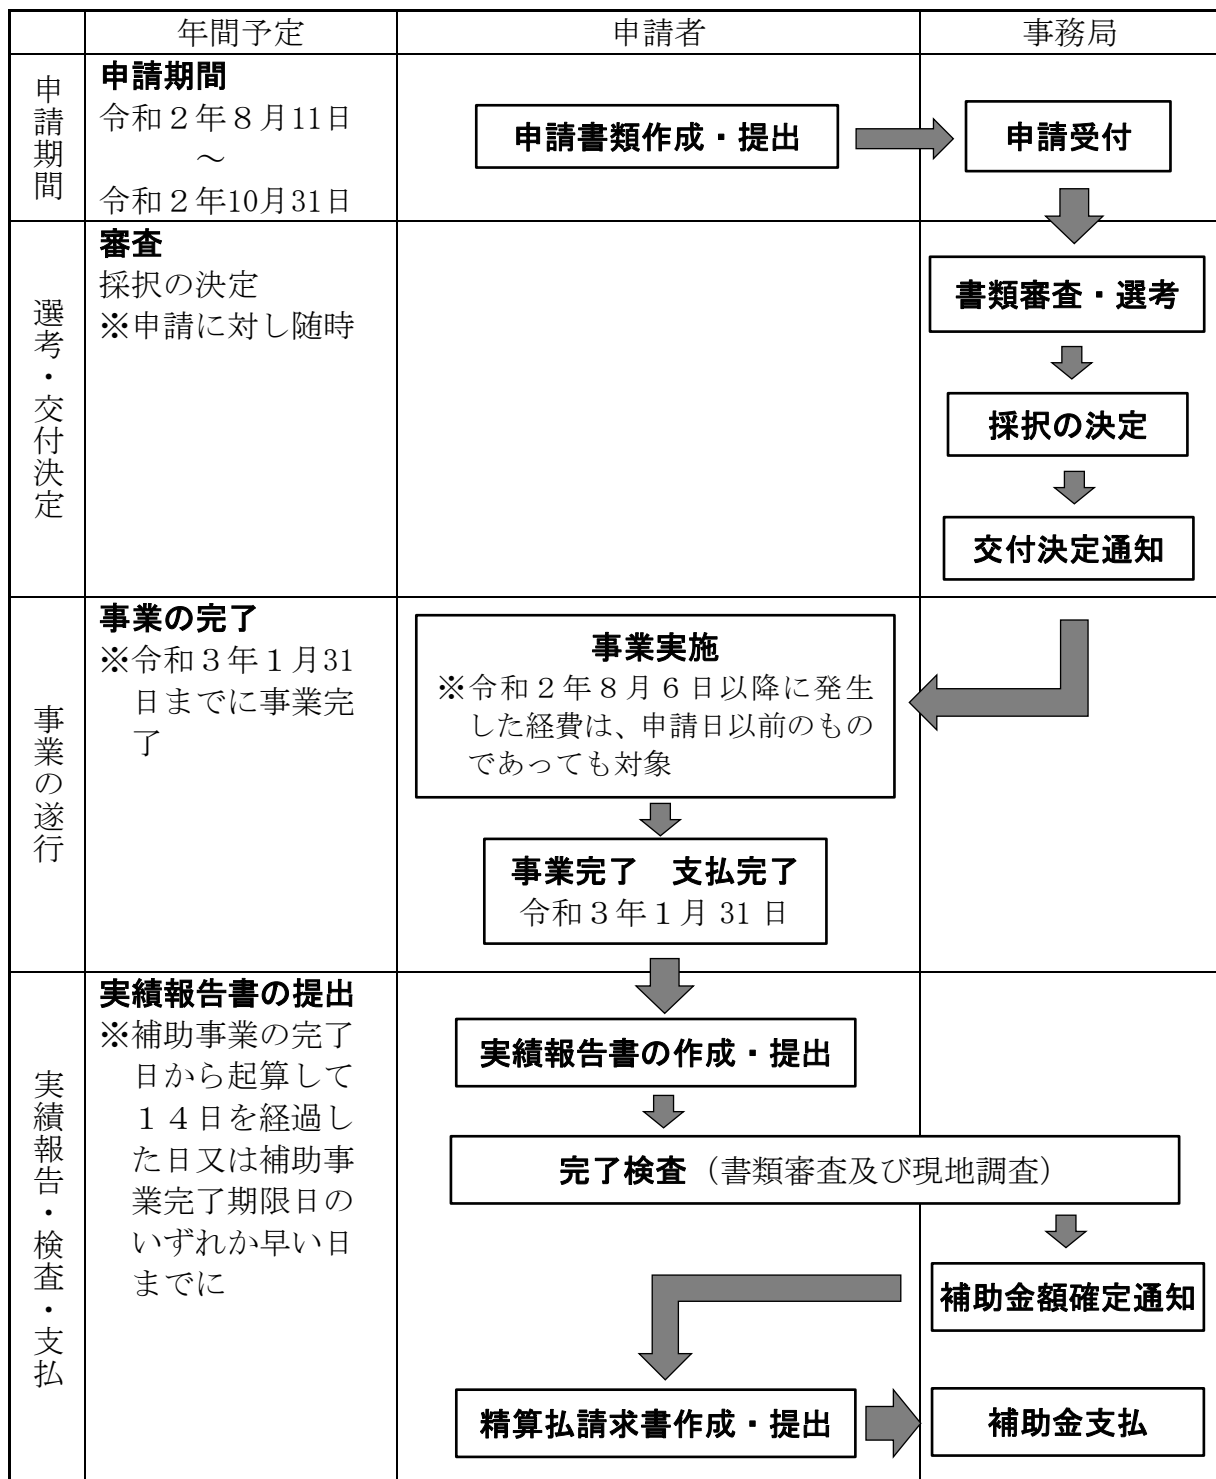 年間予定
申請者
事務局
申請期間
申請期間
令和２年８月11日
～
令和２年10月31日
申請書類作成・提出
申請受付
選考・交付決定
審査
採択の決定
※申請に対し随時
書類審査・選考
採択の決定
交付決定通知
事業の遂行
事業の完了
※令和３年１月31
日までに事業完
了
事業実施
※令和２年８月６日以降に発生
した経費は、申請日以前のもの
であっても対象
事業完了　支払完了
令和３年１月 31 日
実績報告・検査・支払
実績報告書の提出
※補助事業の完了
日から起算して
１４日を経過し
た日又は補助事
業完了期限日の
いずれか早い日
までに
実績報告書の作成・提出
完了検査（書類審査及び現地調査）
補助金額確定通知
精算払請求書作成・提出
補助金支払